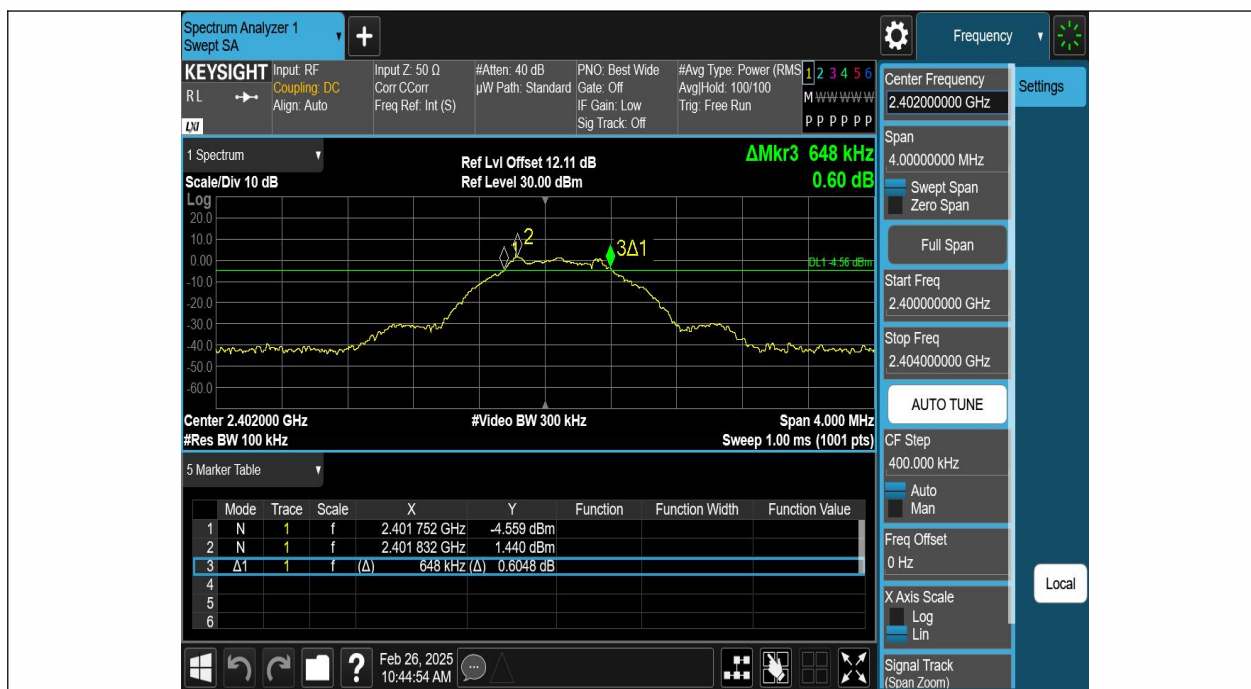 Spectrum Analyzer 1
Swept SA
+
Frequency
KEYSIGHT
RL
LXI
Input: RF
Coupling: DC
Align: Auto
Input Z: 50 Ω
Corr CCorr
Freq Ref: Int (S)
#Atten: 40 dB
µW Path: Standard
PNO: Best Wide
Gate: Off
IF Gain: Low
Sig Track: Off
#Avg Type: Power (RMS
Avg|Hold: 100/100
Trig: Free Run
1 2 3 4 5 6
M W W W W W
P P P P P P
Center Frequency
2.402000000 GHz
Settings
Span
4.00000000 MHz
Swept Span
Zero Span
Full Span
Start Freq
2.400000000 GHz
Stop Freq
2.404000000 GHz
AUTO TUNE
CF Step
400.000 kHz
Auto
Man
Freq Offset
0 Hz
X Axis Scale
Log
Lin
Signal Track
(Span Zoom)
Local
1 Spectrum
Scale/Div 10 dB
Ref Lvl Offset 12.11 dB
Ref Level 30.00 dBm
ΔMkr3 648 kHz
0.60 dB
Log
20.0
10.0
0.00
-10.0
-20.0
-30.0
-40.0
-50.0
-60.0
1
2
3Δ1
DL1 -4.56 dBm
Center 2.402000 GHz
#Video BW 300 kHz
Span 4.000 MHz
#Res BW 100 kHz
Sweep 1.00 ms (1001 pts)
5 Marker Table
Mode Trace Scale X Y Function Function Width Function Value
1 N 1 f 2.401 752 GHz -4.559 dBm
2 N 1 f 2.401 832 GHz 1.440 dBm
3 Δ1 1 f (Δ) 648 kHz (Δ) 0.6048 dB
4
5
6
?
Feb 26, 2025
10:44:54 AM